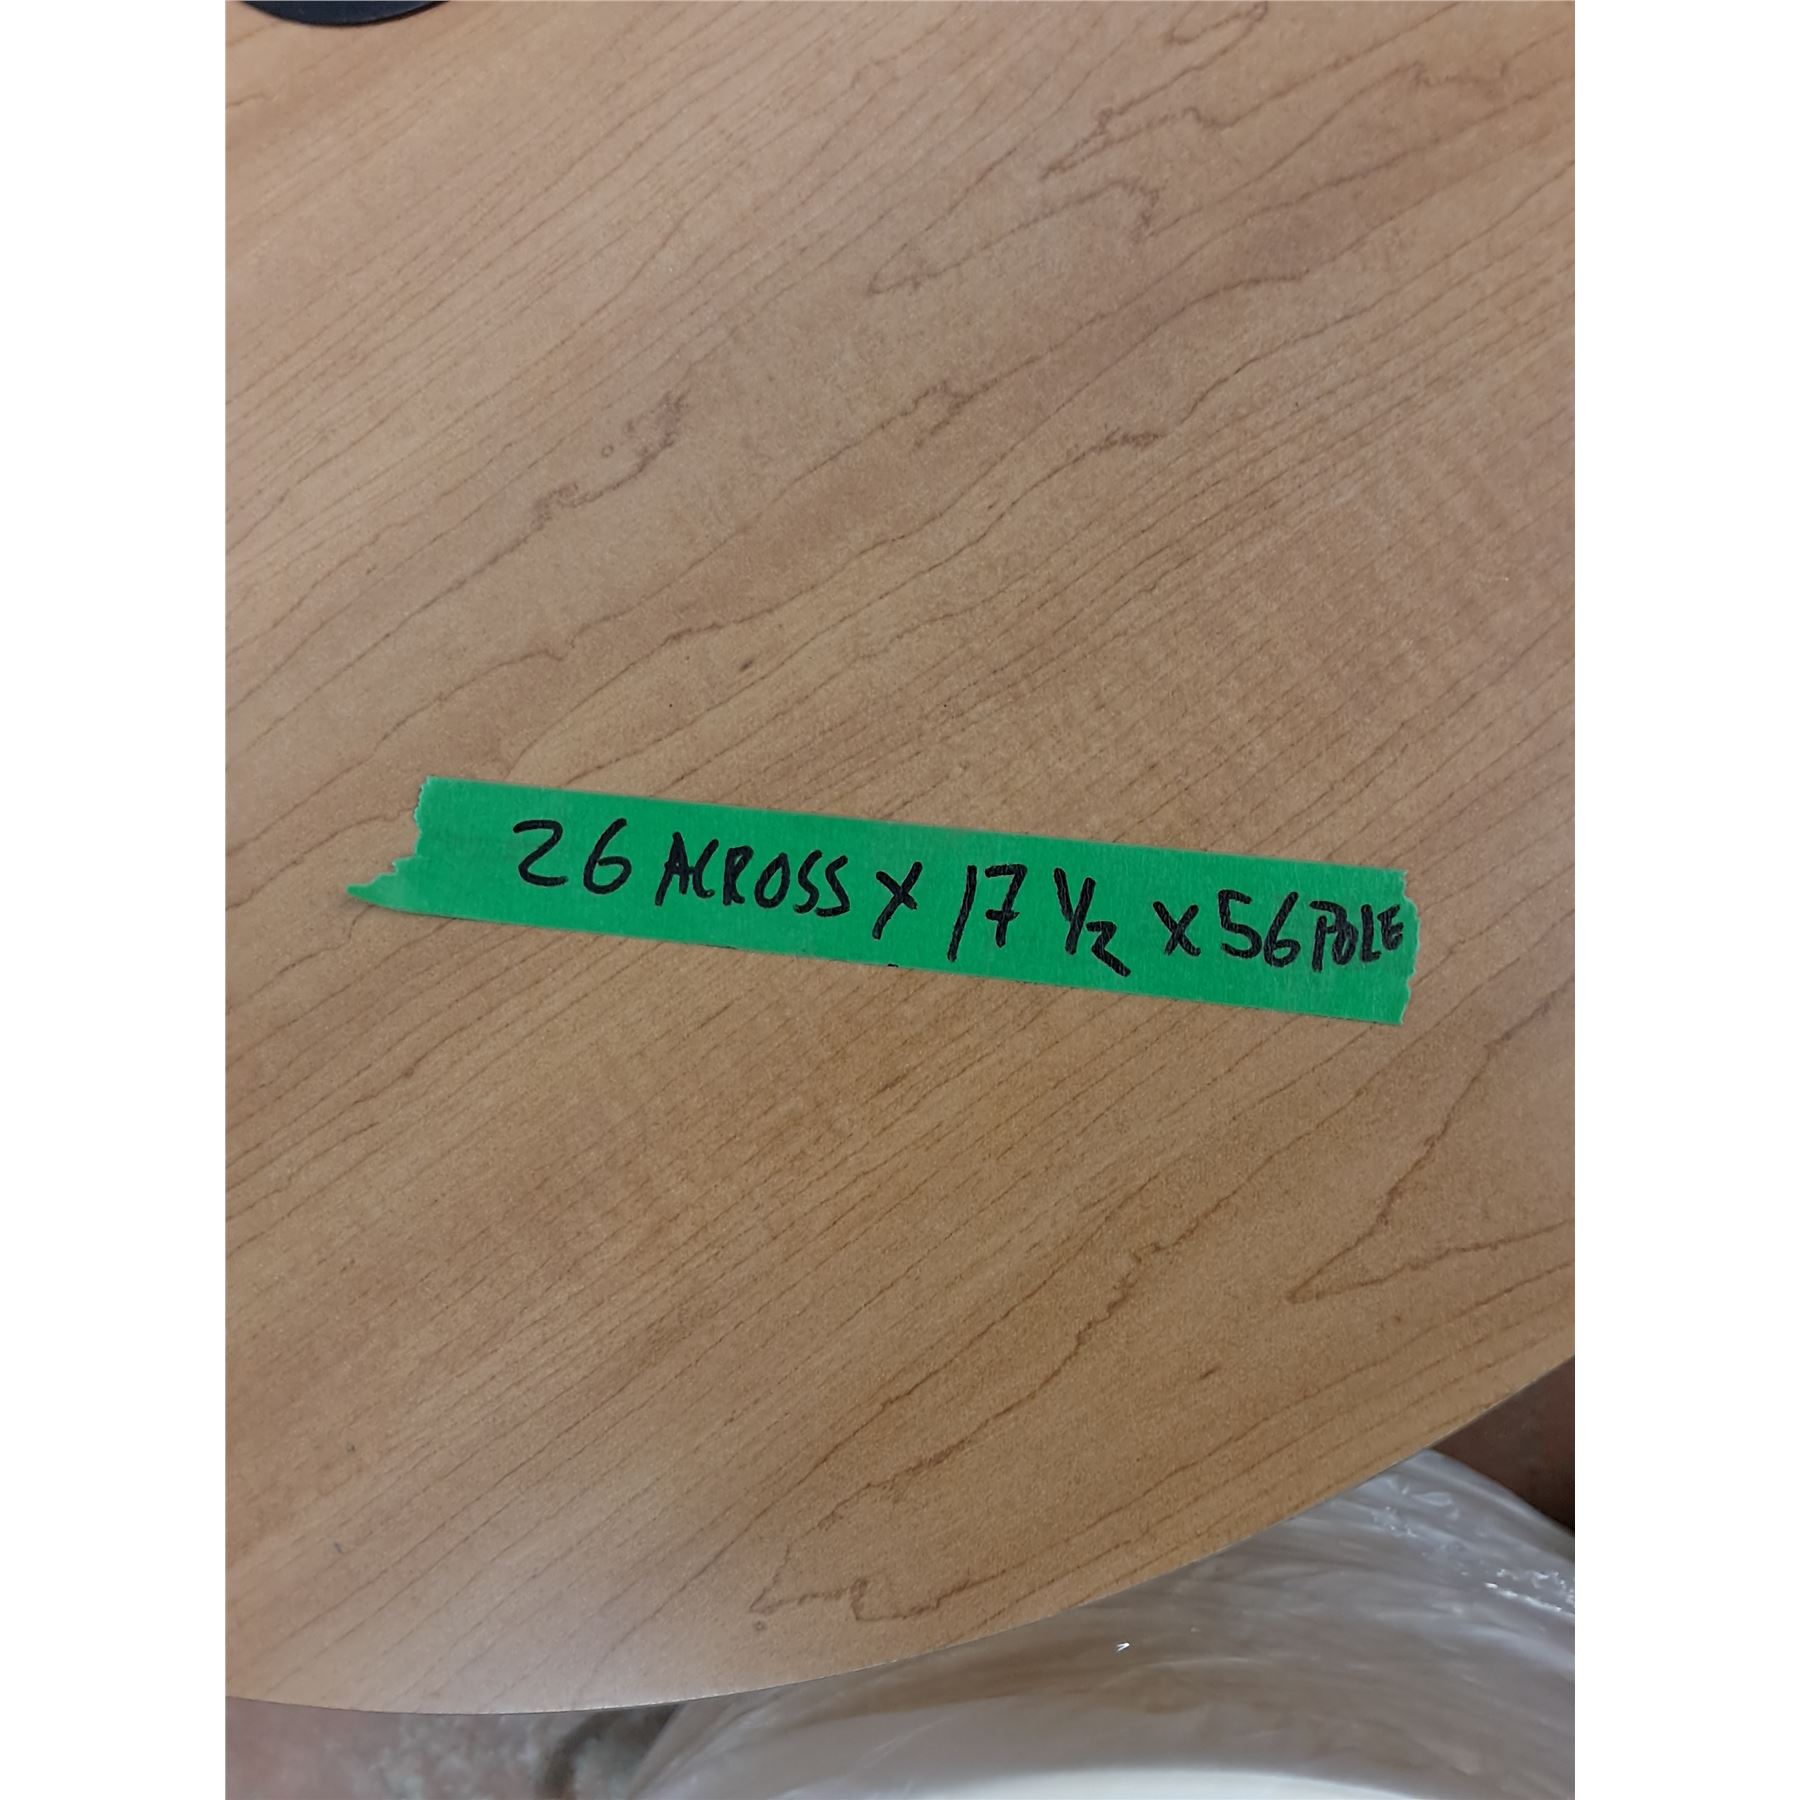 26 ACROSS X 17 1/2 X 56 POLE